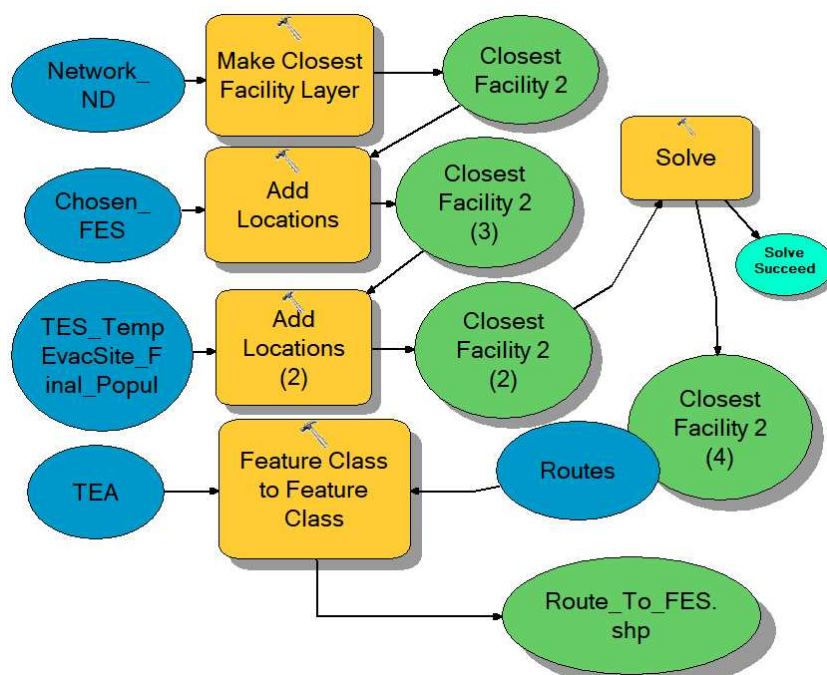 Network_
ND
Make Closest
Facility Layer
Closest
Facility 2
Chosen_
FES
Add
Locations
Closest
Facility 2
(3)
Solve
Solve
Succeed
TES_Temp
EvacSite_F
inal_Popul
Add
Locations
(2)
Closest
Facility 2
(2)
Closest
Facility 2
(4)
TEA
Feature Class
to Feature
Class
Routes
Route_To_FES.
shp